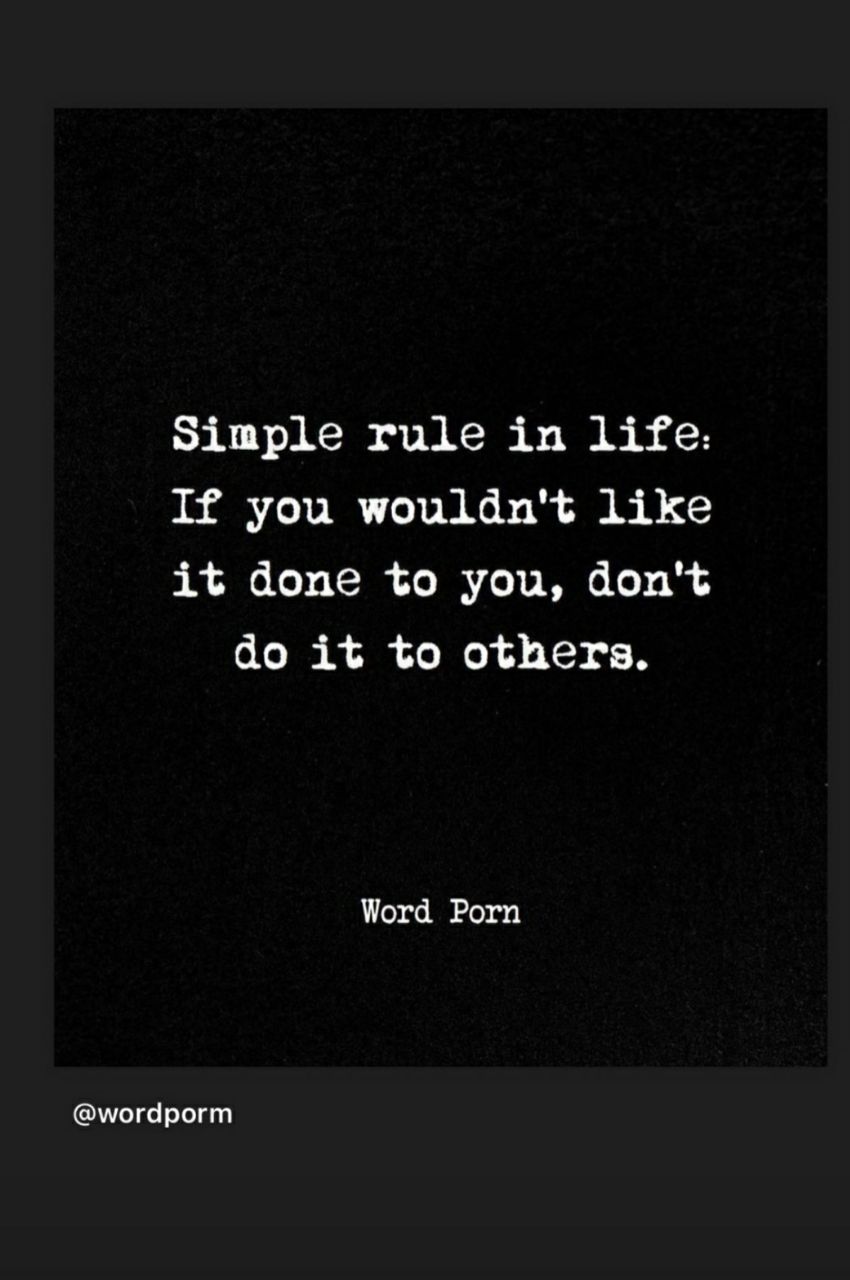 Simple rule in life:
If you wouldn't like
it done to you, don't
do it to others.
Word Porn
@wordporm